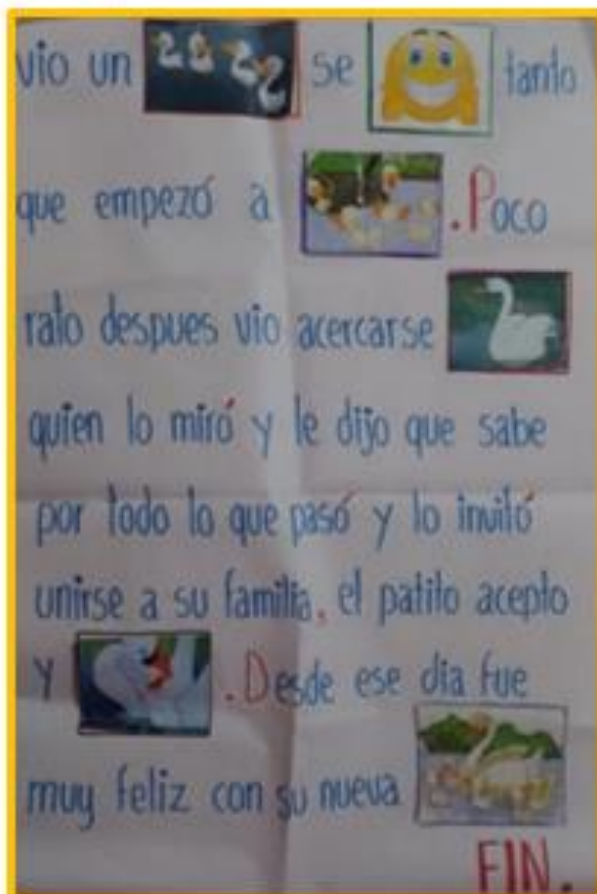 vio un se tanto
que empezó a . Poco
rato despues vio acercarse
quien lo miró y le dijo que sabe
por todo lo que pasó y lo invitó
unirse a su familia, el patito acepto
y . Desde ese dia fue
muy feliz con su nueva
FIN.